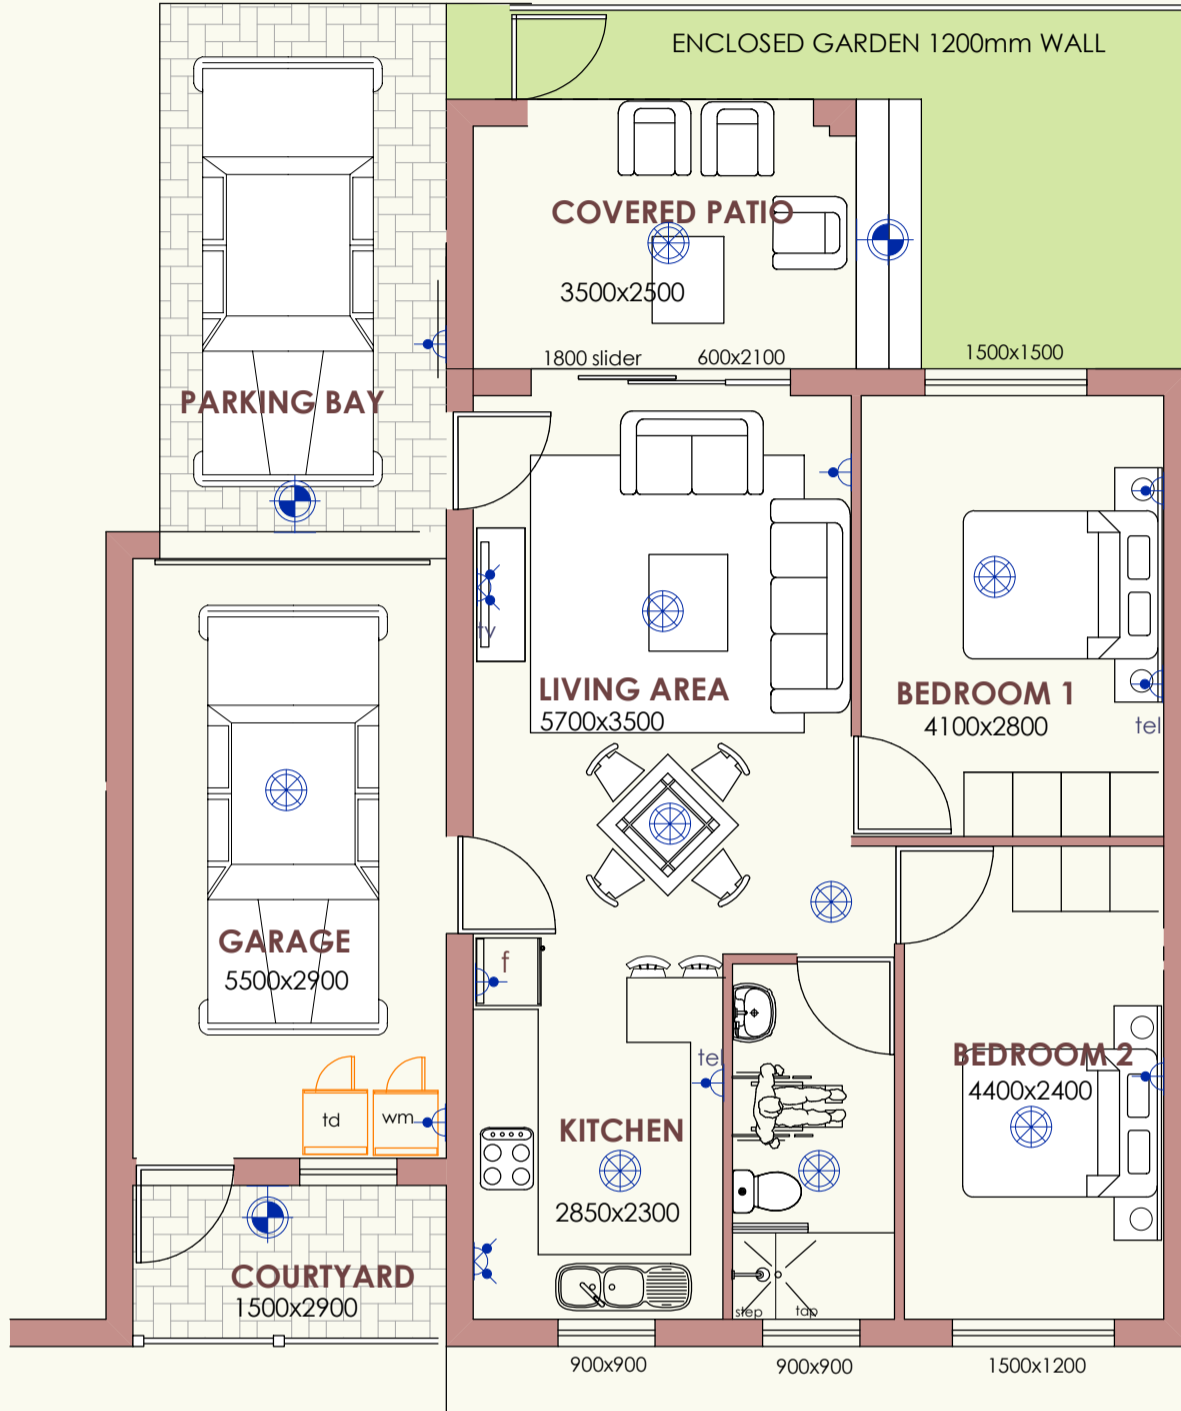 ENCLOSED GARDEN 1200mm WALL
COVERED PATIO
3500x2500
1800 slider
600x2100
1500x1500
PARKING BAY
tv
LIVING AREA
5700x3500
BEDROOM 1
4100x2800
tel
GARAGE
5500x2900
f
tel
BEDROOM 2
4400x2400
td
wm
KITCHEN
2850x2300
COURTYARD
1500x2900
step
tap
900x900
900x900
1500x1200